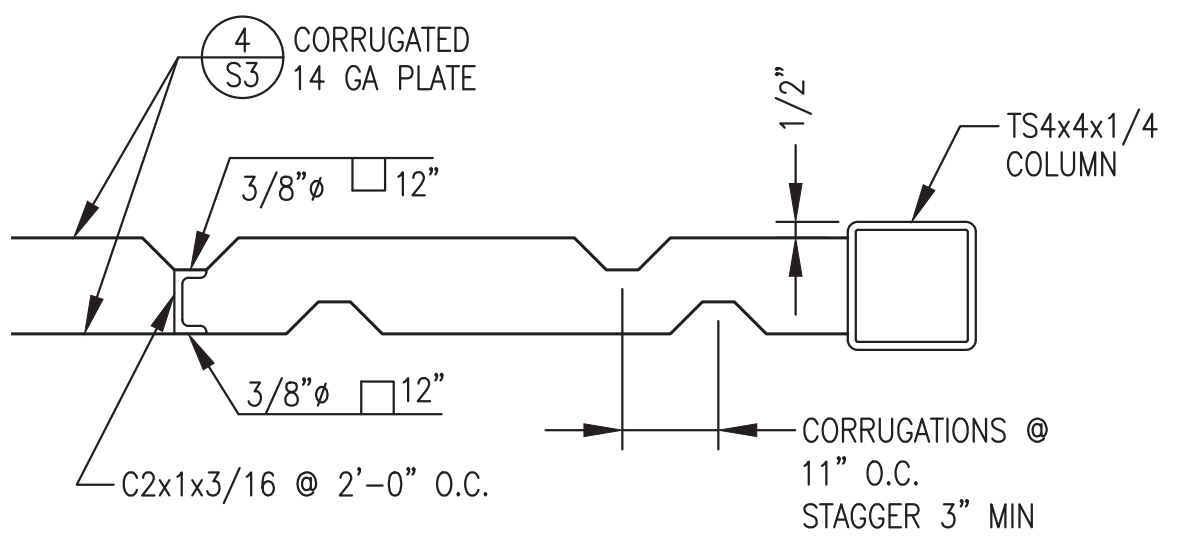 4
S3
CORRUGATED
14 GA PLATE
1/2"
TS4x4x1/4
COLUMN
3/8"ø 12"
3/8"ø 12"
C2x1x3/16 @ 2'-0" O.C.
CORRUGATIONS @
11" O.C.
STAGGER 3" MIN